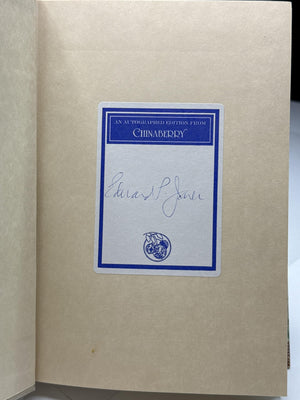 AN AUTOGRAPHED EDITION FROM
CHINABERRY
Edward P. Jones